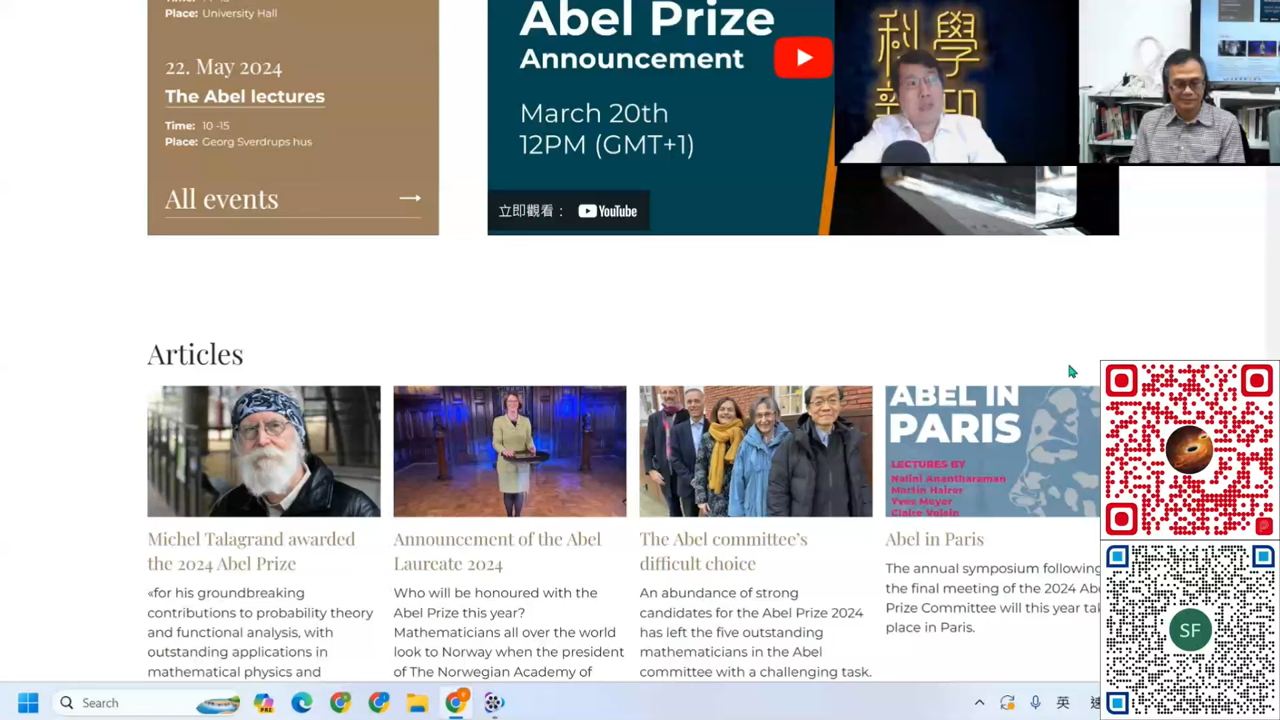 Place: University Hall
22. May 2024
The Abel lectures
Time: 10 -15
Place: Georg Sverdrups hus
All events
Abel Prize
Announcement
March 20th
12PM (GMT+1)
立即觀看：
YouTube
科學
Articles
ABEL IN
PARIS
LECTURES BY
Nalini Anantharaman
Martin Hairer
Yves Meyer
Claire Voisin
Michel Talagrand awarded
the 2024 Abel Prize
«for his groundbreaking
contributions to probability theory
and functional analysis, with
outstanding applications in
mathematical physics and
Announcement of the Abel
Laureate 2024
Who will be honoured with the
Abel Prize this year?
Mathematicians all over the world
look to Norway when the president
of The Norwegian Academy of
The Abel committee's
difficult choice
An abundance of strong
candidates for the Abel Prize 2024
has left the five outstanding
mathematicians in the Abel
committee with a challenging task.
Abel in Paris
The annual symposium following
the final meeting of the 2024 Ab
Prize Committee will this year tak
place in Paris.
SF
Search
PRE
英